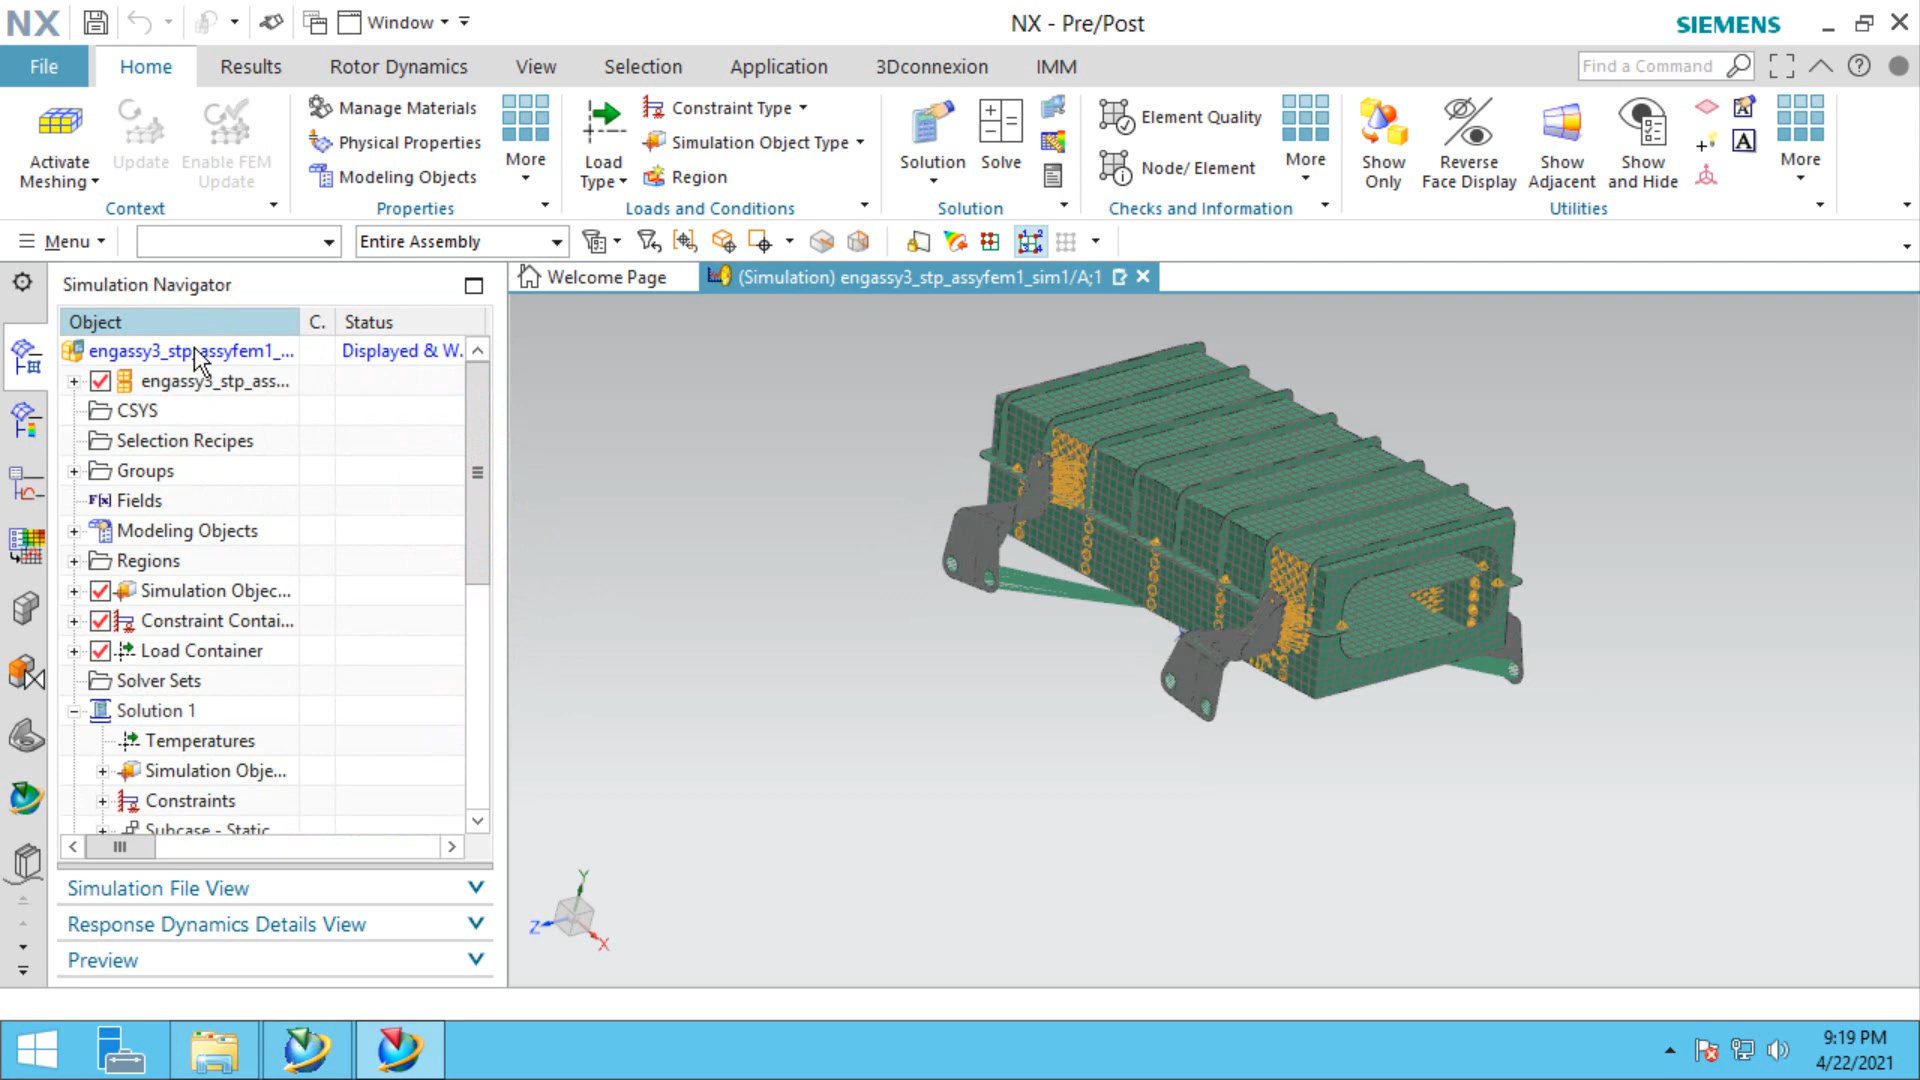 NX
Window
NX - Pre/Post
SIEMENS
File
Home
Results
Rotor Dynamics
View
Selection
Application
3Dconnexion
IMM
Find a Command
Activate Meshing
Update
Enable FEM Update
Context
Manage Materials
Physical Properties
Modeling Objects
More
Properties
Load Type
Constraint Type
Simulation Object Type
Region
Loads and Conditions
Solution
Solve
Solution
Element Quality
Node/ Element
More
Checks and Information
Show Only
Reverse Face Display
Show Adjacent
Show and Hide
A
More
Utilities
Menu
Entire Assembly
Simulation Navigator
Welcome Page
(Simulation) engassy3_stp_assyfem1_sim1/A;1
Object
C.
Status
engassy3_stp_assyfem1_...
Displayed & W.
engassy3_stp_ass...
CSYS
Selection Recipes
Groups
F(x) Fields
Modeling Objects
Regions
Simulation Objec...
Constraint Contai...
Load Container
Solver Sets
Solution 1
Temperatures
Simulation Obje...
Constraints
Subcase - Static
Simulation File View
Response Dynamics Details View
Preview
Y
Z
X
9:19 PM
4/22/2021